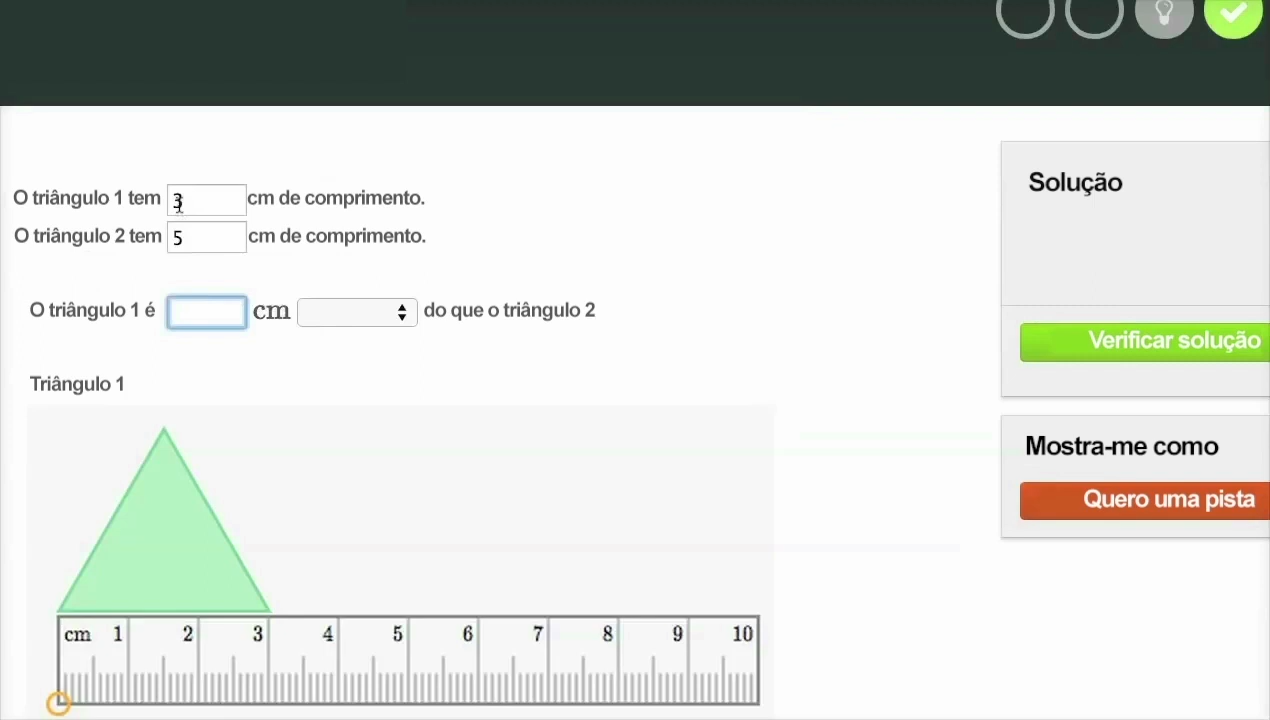 O triângulo 1 tem 3 cm de comprimento.
O triângulo 2 tem 5 cm de comprimento.
O triângulo 1 é cm do que o triângulo 2
Triângulo 1
cm 1 2 3 4 5 6 7 8 9 10
Solução
Verificar solução
Mostra-me como
Quero uma pista